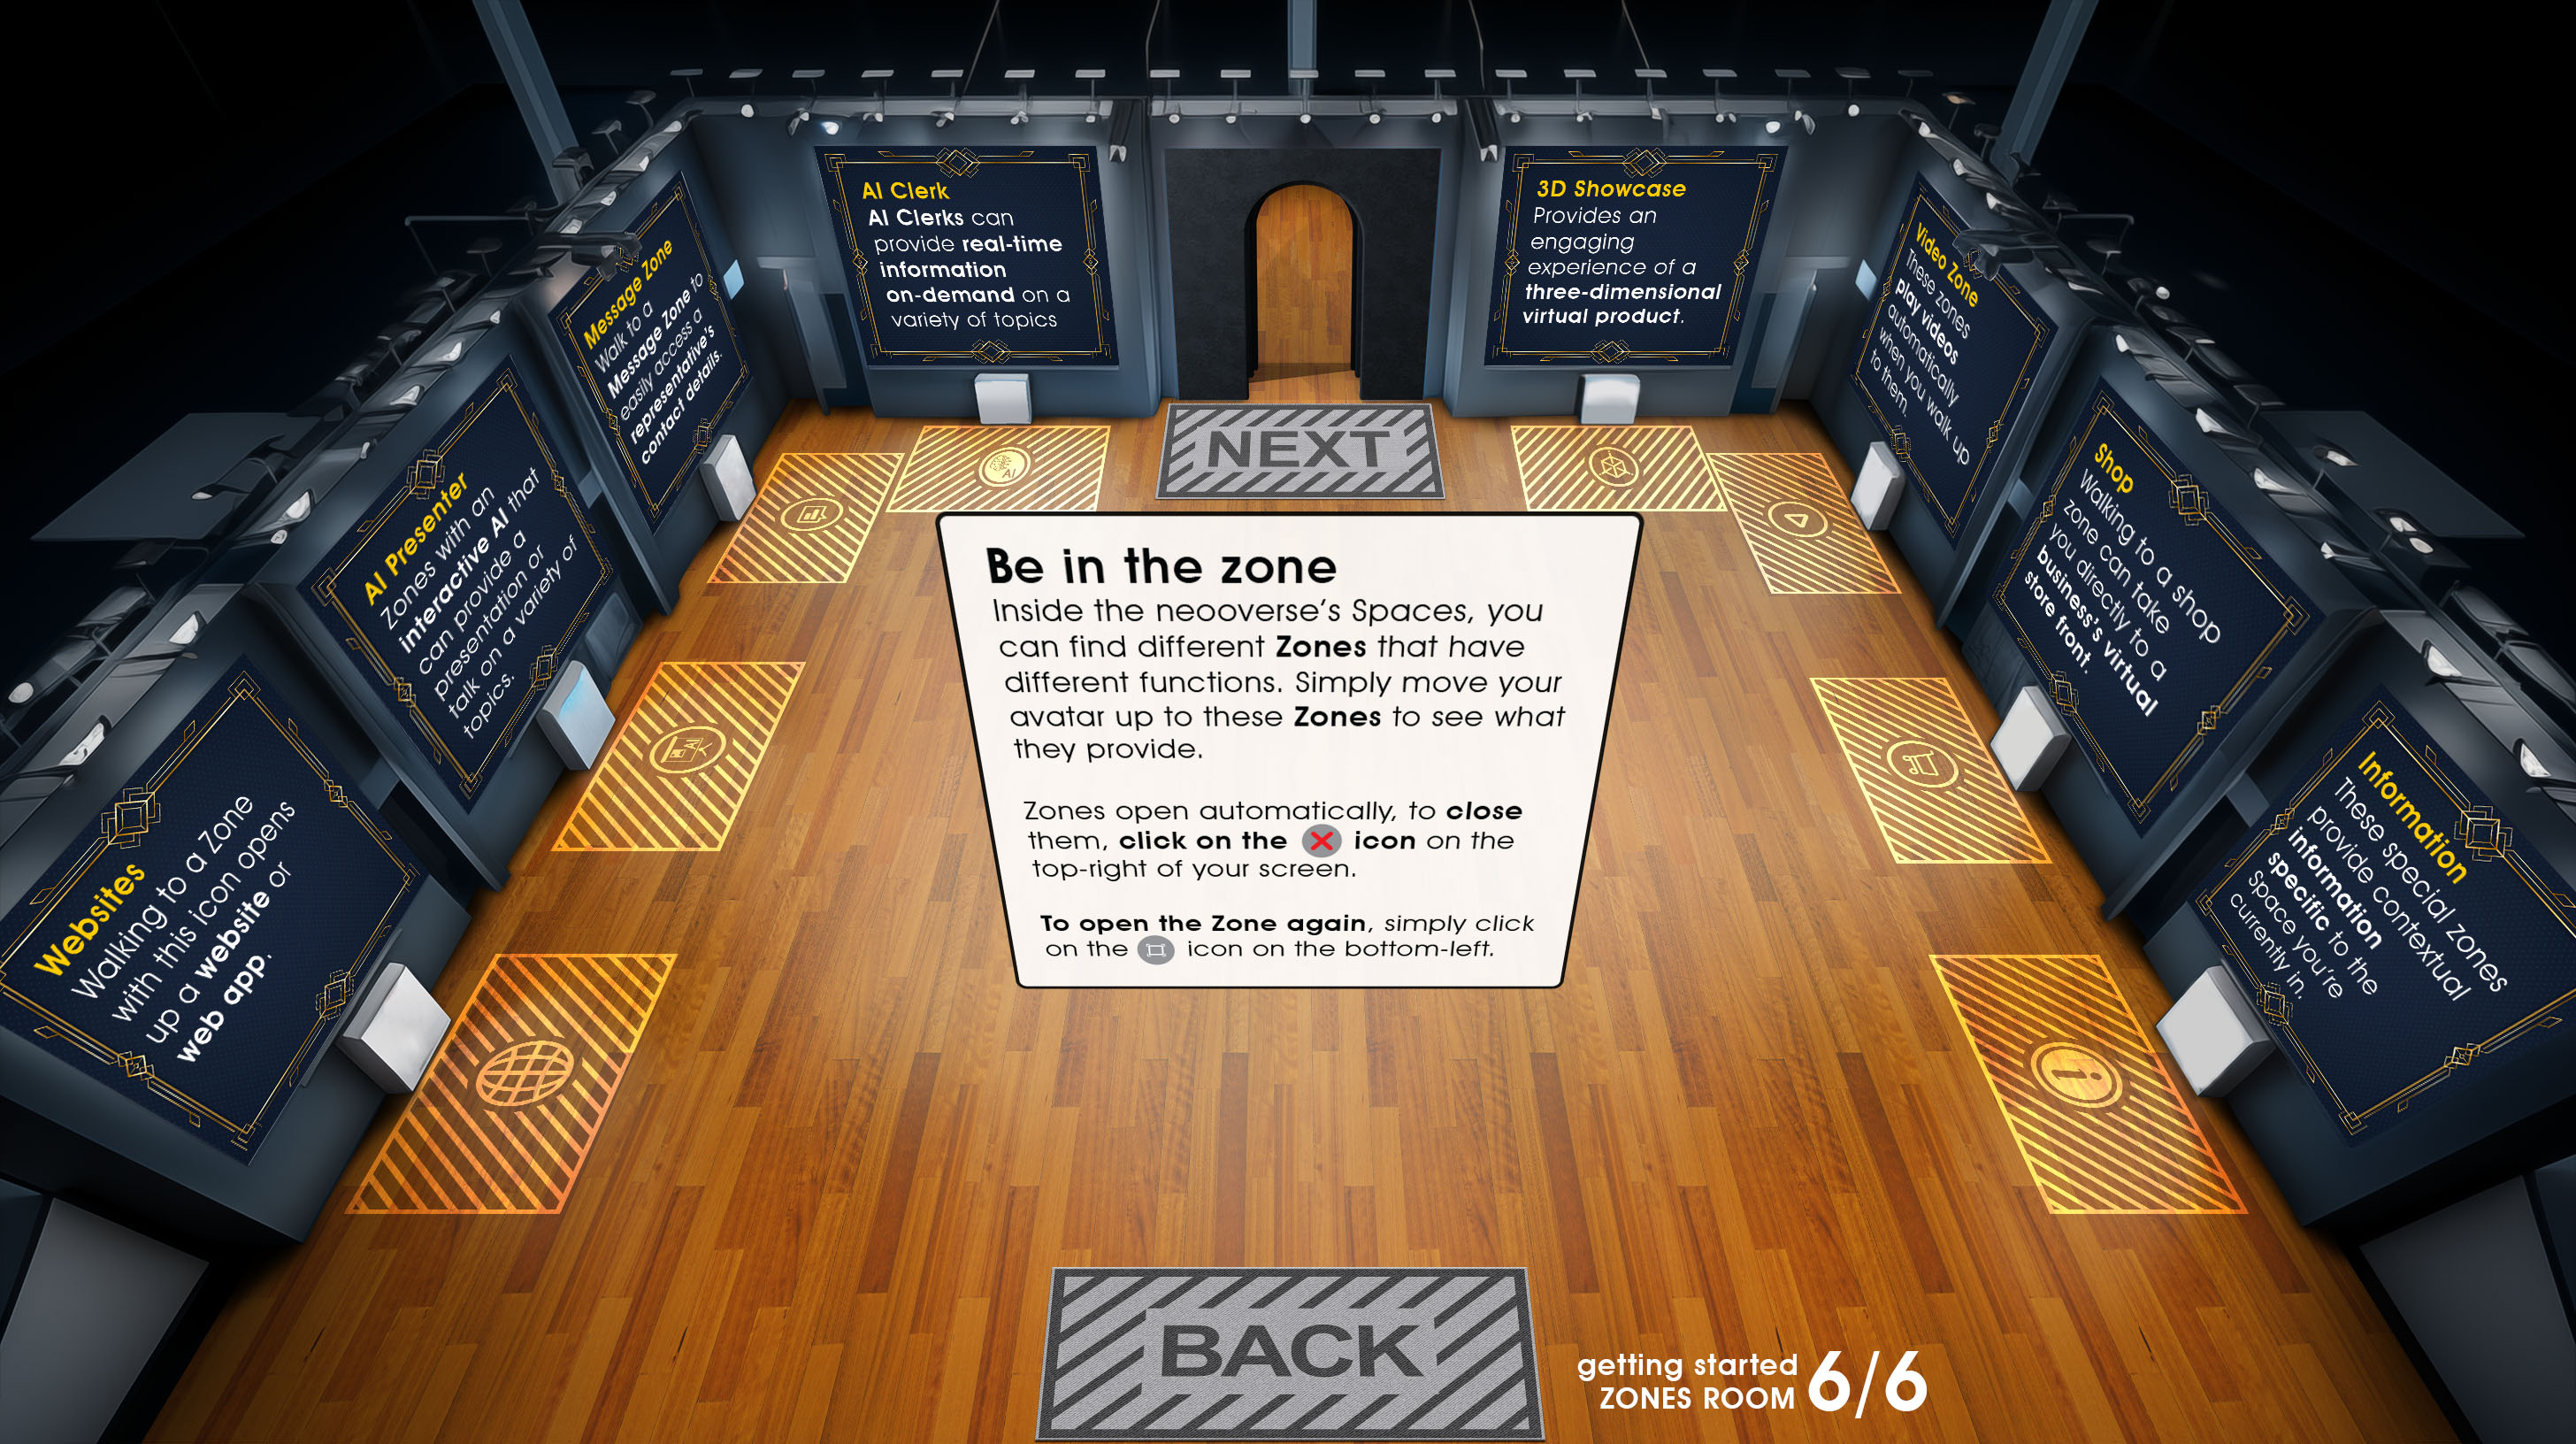 AI Clerk
AI Clerks can
provide real-time
information
on-demand on a
variety of topics
3D Showcase
Provides an
engaging
experience of a
three-dimensional
virtual product.
Message Zone
Walk to a
Message Zone to
easily access a
representative's
contact details.
Video Zone
These zones
play videos
automatically
when you walk up
to them.
AI Presenter
Zones with an
interactive AI that
can provide a
presentation or
talk on a variety of
topics.
Shop
Walking to a shop
zone can take
you directly to a
business's virtual
store front.
Websites
Walking to a Zone
with this icon opens
up a website or
web app.
Information
These special zones
provide contextual
information
specific to the
Space you're
currently in.
NEXT
AI
Be in the zone
Inside the neooverse's Spaces, you
can find different Zones that have
different functions. Simply move your
avatar up to these Zones to see what
they provide.
Zones open automatically, to close
them, click on the icon on the
top-right of your screen.
To open the Zone again, simply click
on the icon on the bottom-left.
i
BACK
getting started
ZONES ROOM 6/6